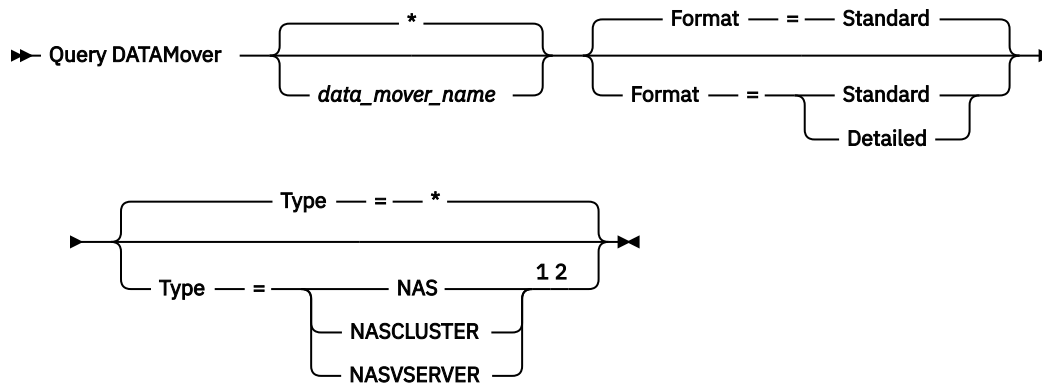 * Format = Standard
Query DATAMover
data_mover_name Format = Standard
Detailed
Type = *
1 2
Type = NAS
NASCLUSTER
NASVSERVER